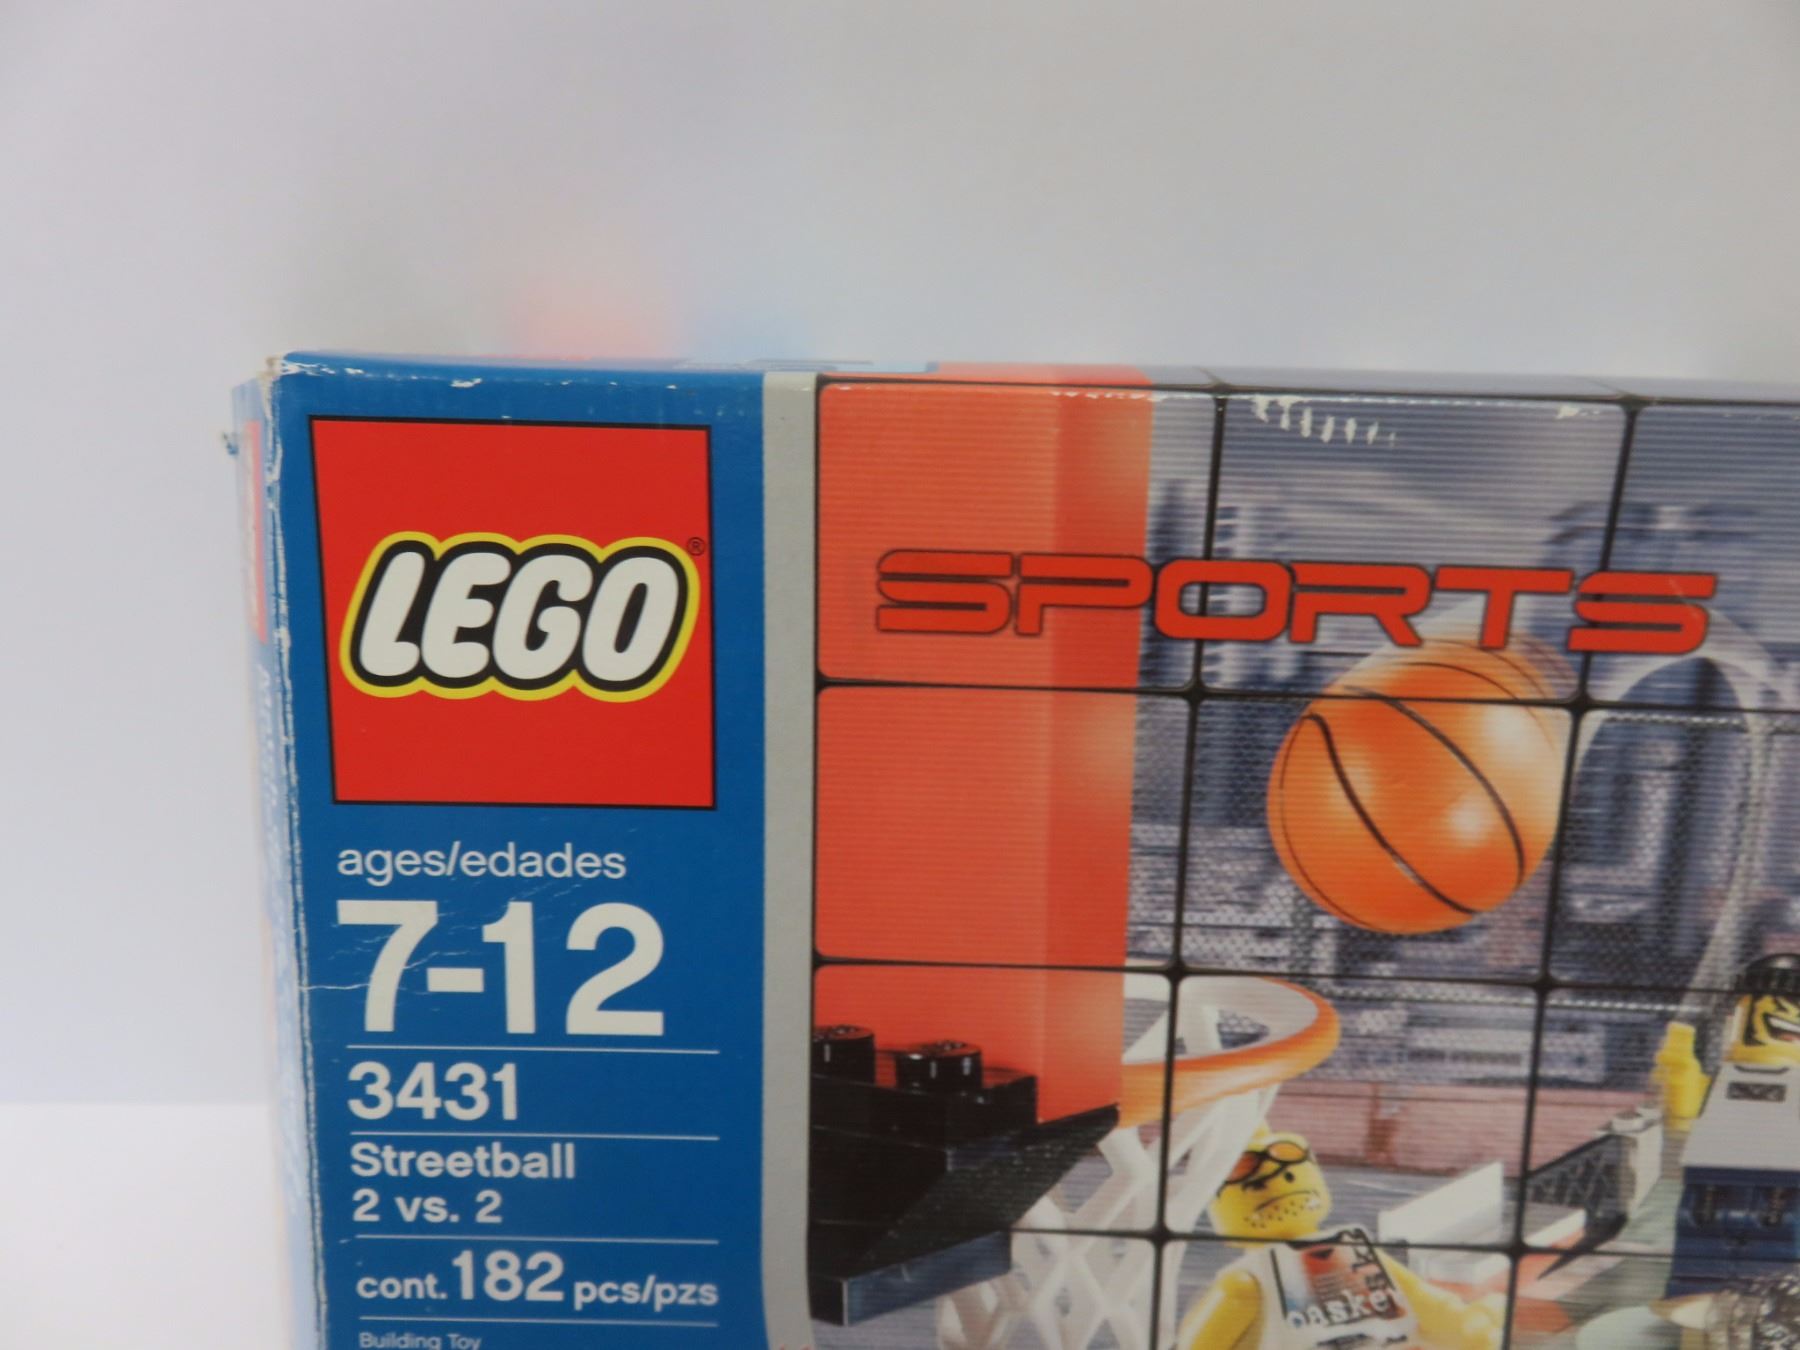 LEGO®
ages/edades
7-12
3431
Streetball
2 vs. 2
cont. 182 pcs/pzs
Building Toy
SPORTS